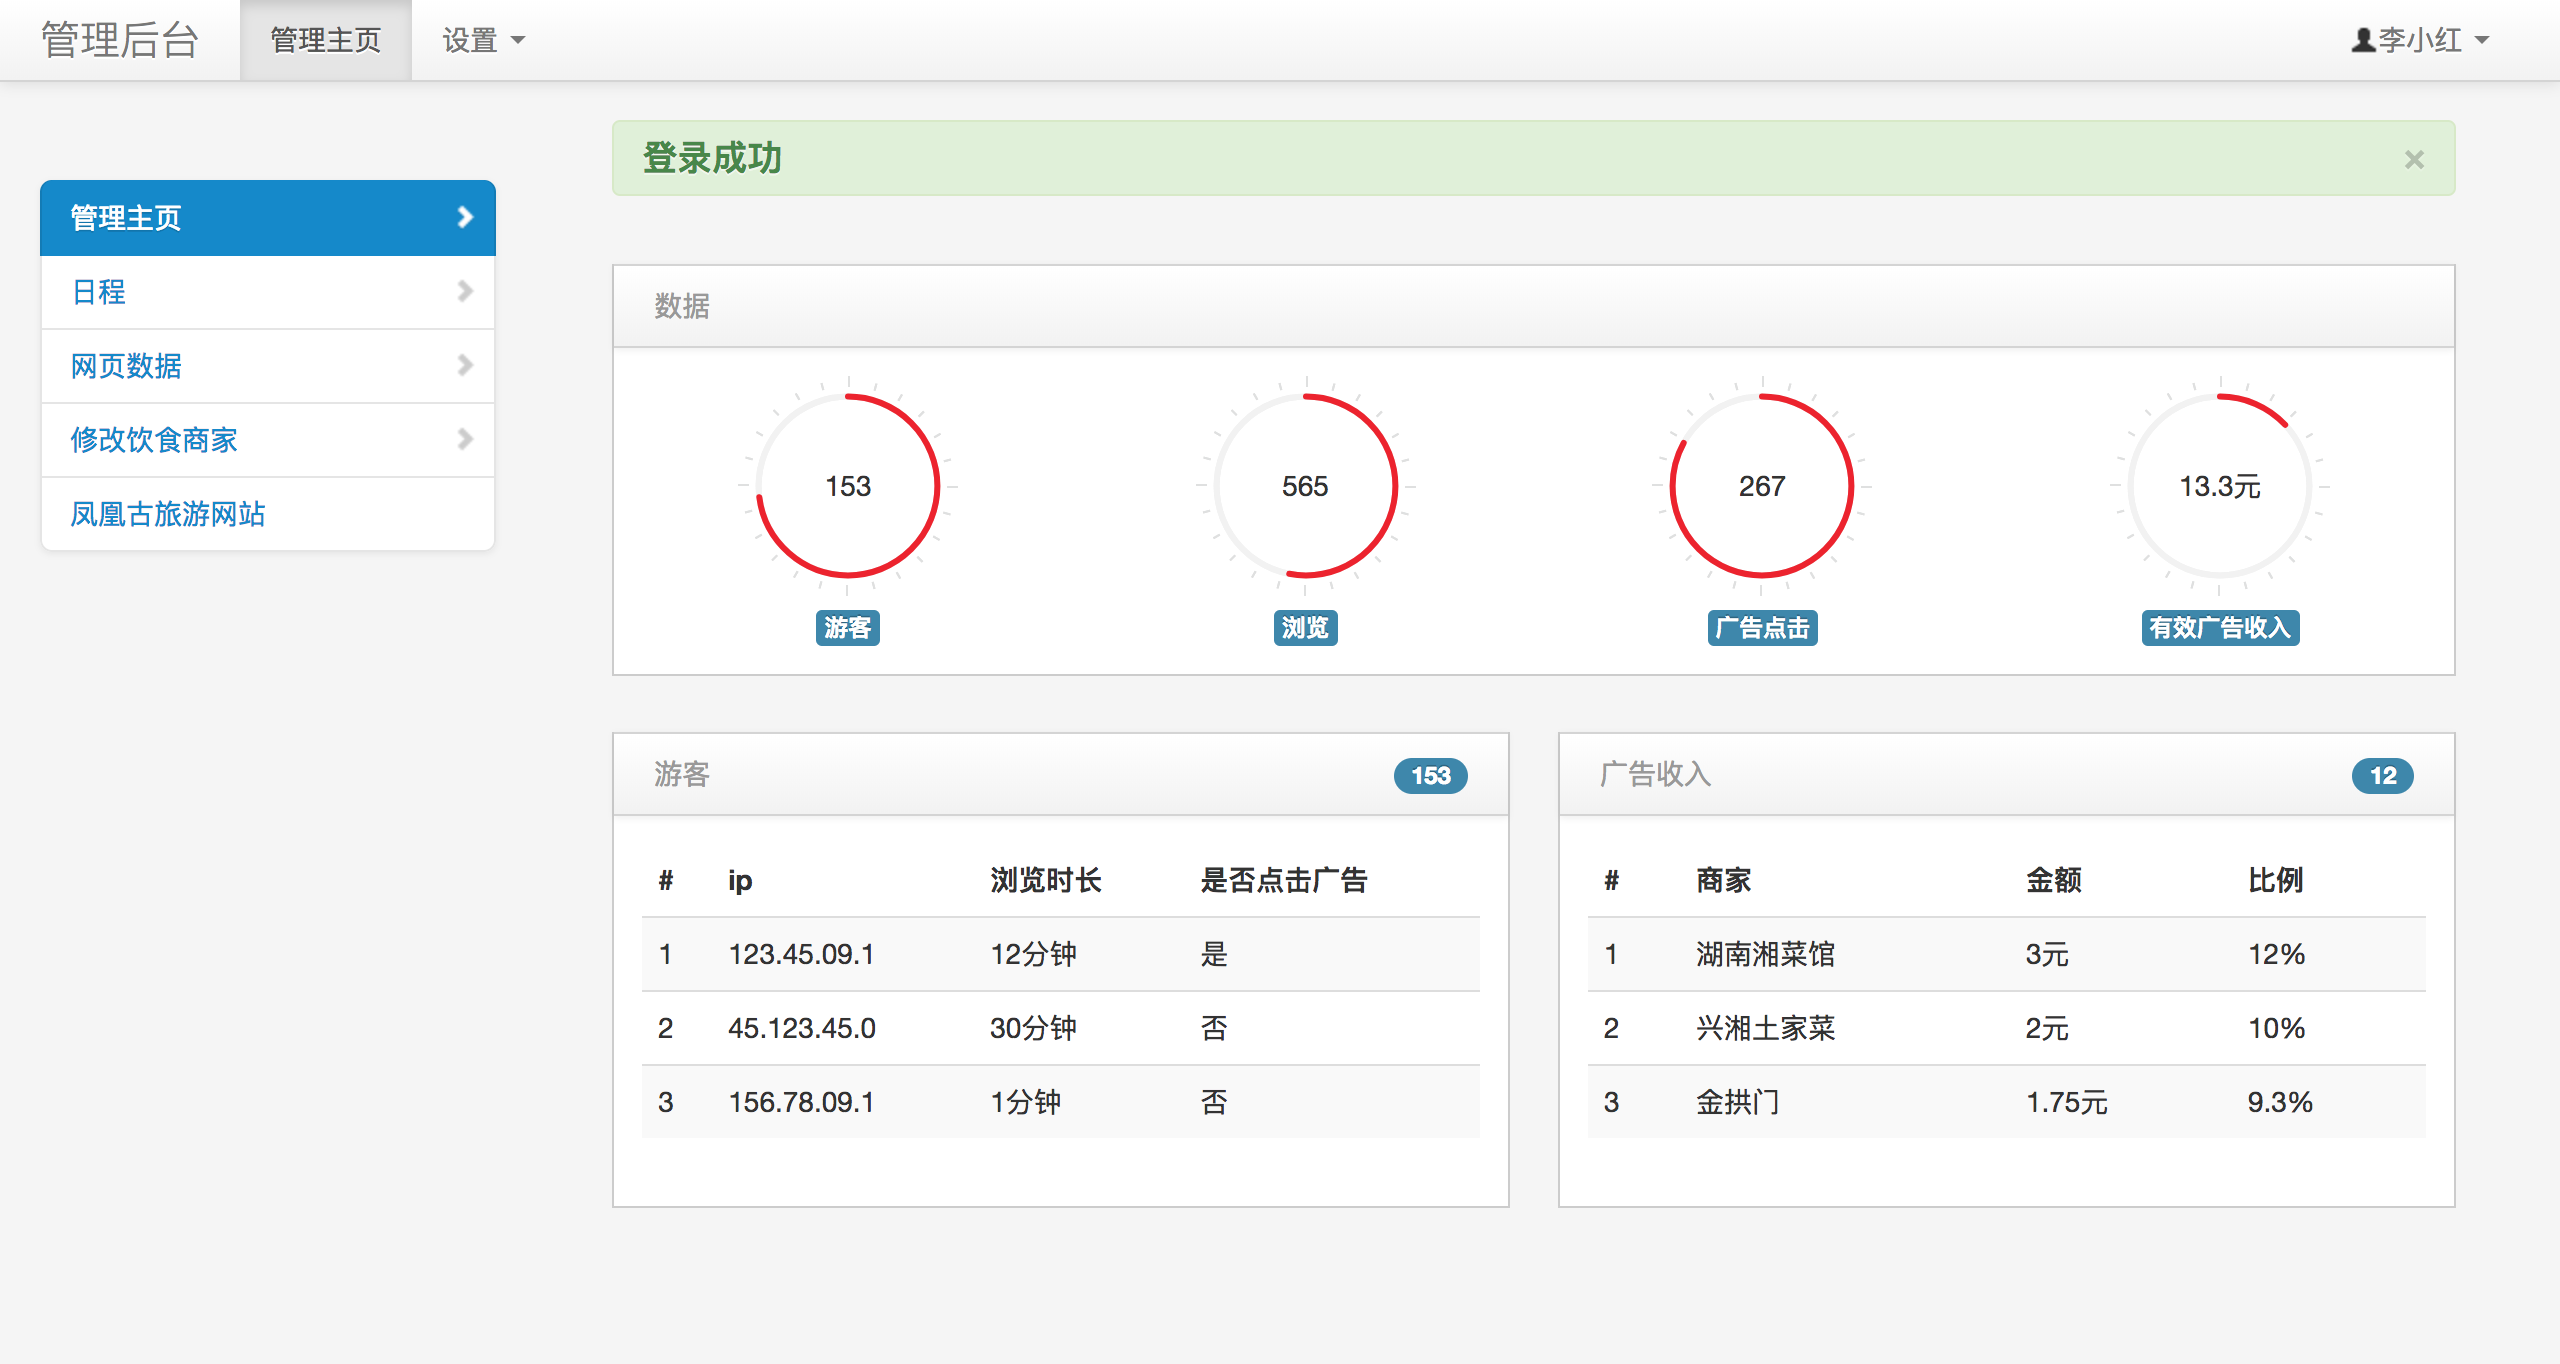 管理后台 管理主页 设置 李小红
登录成功 ×
管理主页
日程
网页数据
修改饮食商家
凤凰古旅游网站
数据
153 565 267 13.3元
游客 浏览 广告点击 有效广告收入
游客 153
# ip 浏览时长 是否点击广告
1 123.45.09.1 12分钟 是
2 45.123.45.0 30分钟 否
3 156.78.09.1 1分钟 否
广告收入 12
# 商家 金额 比例
1 湖南湘菜馆 3元 12%
2 兴湘土家菜 2元 10%
3 金拱门 1.75元 9.3%